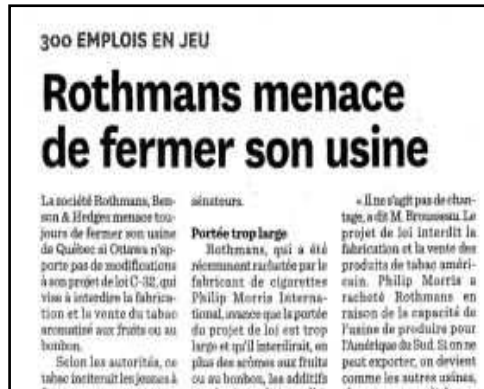 300 EMPLOIS EN JEU
Rothmans menace
de fermer son usine
La société Rothmans, Ben-
son & Hedges menace tou-
jours de fermer son usine
de Québec si Ottawa n'ap-
porte pas de modifications
à son projet de loi C-32, qui
vise à interdire la fabrica-
tion et la vente du tabac
aromatisé aux fruits ou au
bonbon.
Selon les autorités, ce
tabac inciterait les jeunes à
sénateurs.
Portée trop large
Rothmans, qui a été
récemment rachetée par le
fabricant de cigarettes
Philip Morris Interna-
tional, avance que la portée
du projet de loi est trop
large et qu'il interdirait, en
plus des arômes aux fruits
ou au bonbon, les additifs
« Il ne s'agit pas de chan-
tage, a dit M. Brousseau. Le
projet de loi interdit la
fabrication et la vente des
produits de tabac améri-
cain. Philip Morris a
racheté Rothmans en
raison de la capacité de
l'usine de produire pour
l'Amérique du Sud. Si on ne
peut exporter, on devient
comme les autres usines,